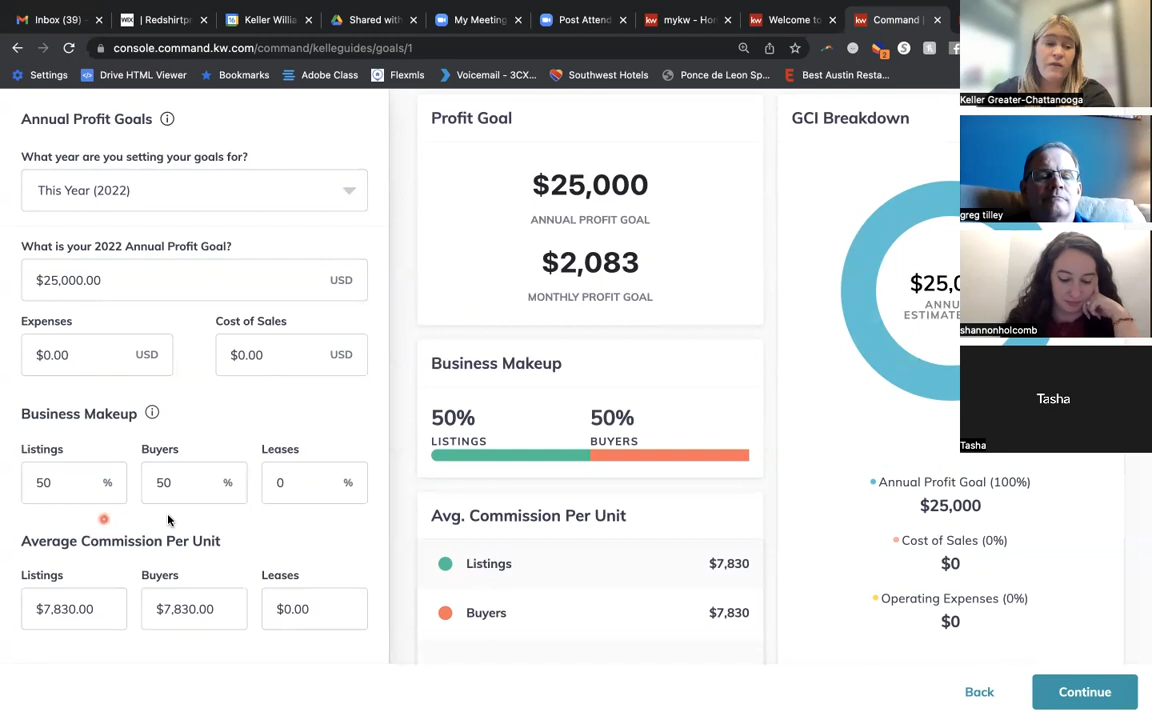 Inbox (39)
| Redshirtpr
Keller Willia
Shared with
My Meeting
Post Attend
mykw - Hor
Welcome to
Command |
console.command.kw.com/command/kelleguides/goals/1
Settings
Drive HTML Viewer
Bookmarks
Adobe Class
Flexmls
Voicemail - 3CX...
Southwest Hotels
Ponce de Leon Sp...
Best Austin Resta...
Annual Profit Goals
What year are you setting your goals for?
This Year (2022)
What is your 2022 Annual Profit Goal?
$25,000.00 USD
Expenses Cost of Sales
$0.00 USD $0.00 USD
Business Makeup
Listings Buyers Leases
50 % 50 % 0 %
Average Commission Per Unit
Listings Buyers Leases
$7,830.00 $7,830.00 $0.00
Profit Goal
$25,000
ANNUAL PROFIT GOAL
$2,083
MONTHLY PROFIT GOAL
Business Makeup
50% 50%
LISTINGS BUYERS
Avg. Commission Per Unit
Listings $7,830
Buyers $7,830
GCI Breakdown
$25,0
ANNU
ESTIMATE
Annual Profit Goal (100%)
$25,000
Cost of Sales (0%)
$0
Operating Expenses (0%)
$0
Back
Continue
Keller Greater-Chattanooga
greg tilley
shannonholcomb
Tasha
Tasha